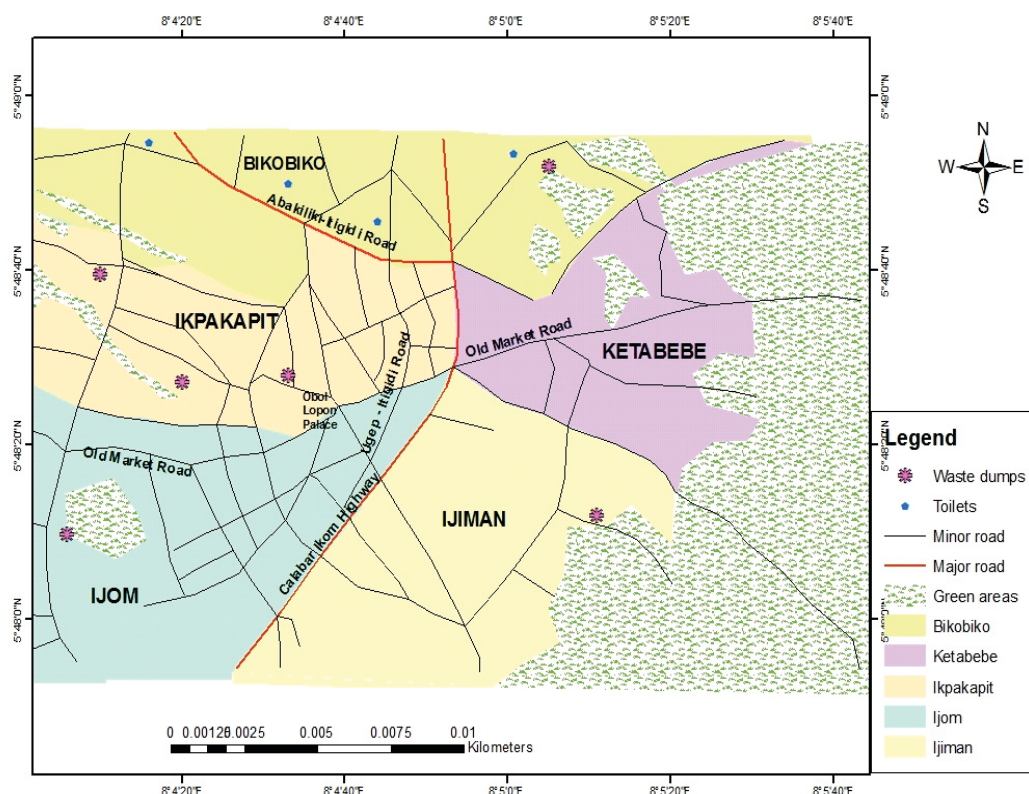 8°4'20"E 8°4'40"E 8°5'0"E 8°5'20"E 8°5'40"E
5°49'0"N
5°49'0"N
N
W E
S
BIKOBIKO
Abakiliki-Itigidi Road
5°48'40"N
5°48'40"N
IKPAKAPIT
Old Market Road
KETABEBE
Ugep - Itigidi Road
Obol
Lopon
Palace
5°48'20"N
5°48'20"N
Old Market Road
Calabar Ikom Highway
IJIMAN
IJOM
5°48'0"N
0 0.00125 0.0025 0.005 0.0075 0.01
Kilometers
8°4'20"E 8°4'40"E 8°5'0"E 8°5'20"E 8°5'40"E
Legend
Waste dumps
Toilets
Minor road
Major road
Green areas
Bikobiko
Ketabebe
Ikpakapit
Ijom
Ijiman